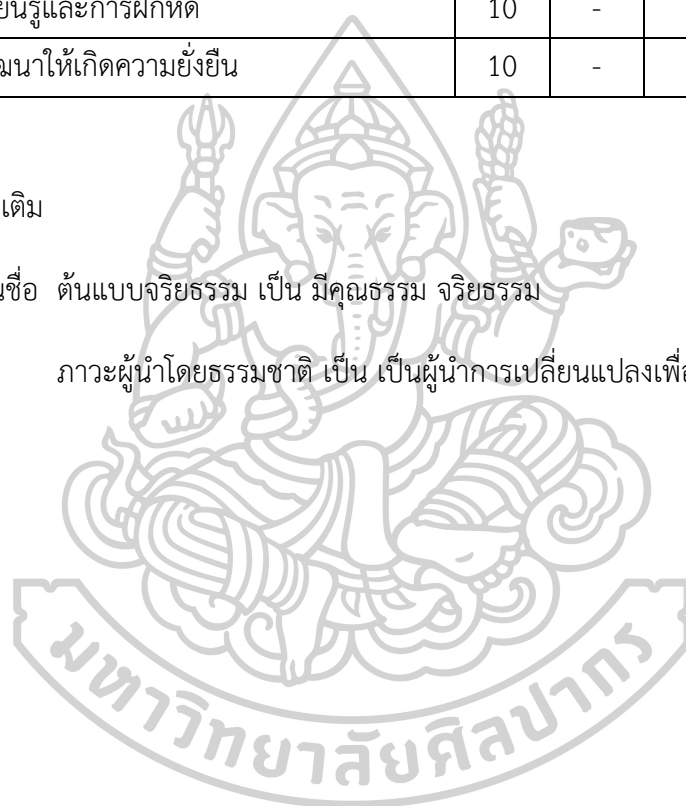 ยนรู้และการฝึกหัด 10 -
ฒนาให้เกิดความยั่งยืน 10 -
เติม
นชื่อ ต้นแบบจริยธรรม เป็น มีคุณธรรม จริยธรรม
ภาวะผู้นำโดยธรรมชาติ เป็น เป็นผู้นำการเปลี่ยนแปลงเพื่อ
มหาวิทยาลัยศิลปากร